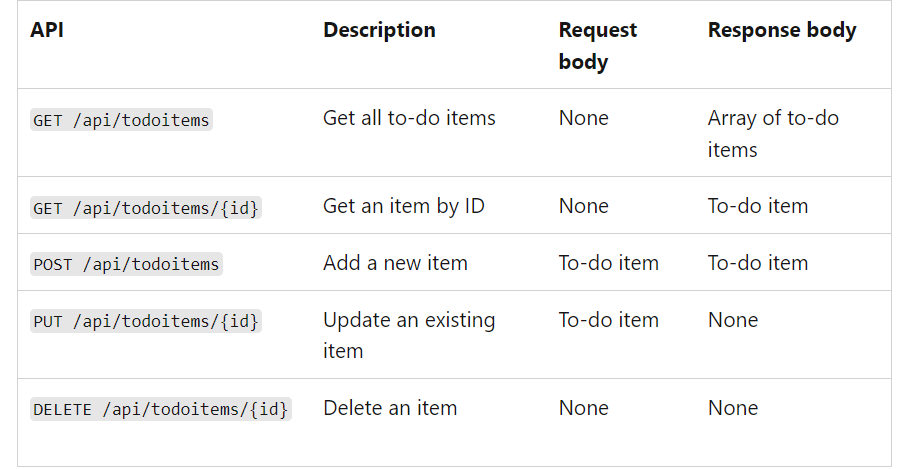 API Description Request body Response body
GET /api/todoitems Get all to-do items None Array of to-do items
GET /api/todoitems/{id} Get an item by ID None To-do item
POST /api/todoitems Add a new item To-do item To-do item
PUT /api/todoitems/{id} Update an existing item To-do item None
DELETE /api/todoitems/{id} Delete an item None None